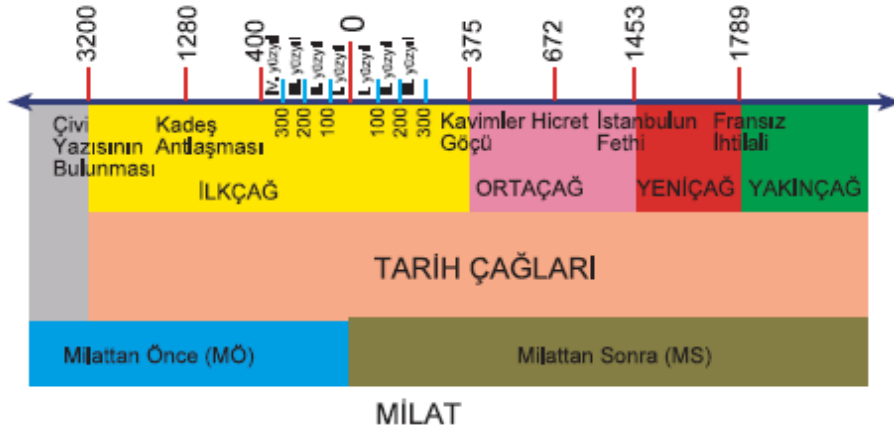 3200 1280 400 0 375 672 1453 1789
IV. yüzyıl III. yüzyıl II. yüzyıl I. yüzyıl I. yüzyıl II. yüzyıl III. yüzyıl
300 200 100 100 200 300
Çivi
Yazısının
Bulunması
Kadeş
Antlaşması
Kavimler
Göçü
Hicret
İstanbulun
Fethi
Fransız
İhtilali
İLKÇAĞ ORTAÇAĞ YENİÇAĞ YAKINÇAĞ
TARİH ÇAĞLARI
Milattan Önce (MÖ) Milattan Sonra (MS)
MİLAT